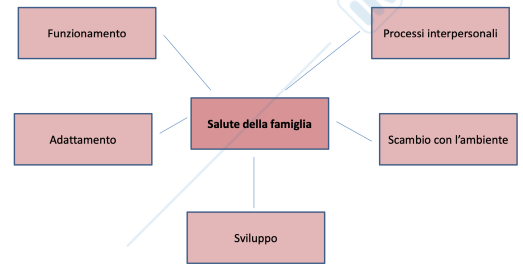 Funzionamento
Processi interpersonali
Salute della famiglia
Adattamento
Scambio con l'ambiente
Sviluppo